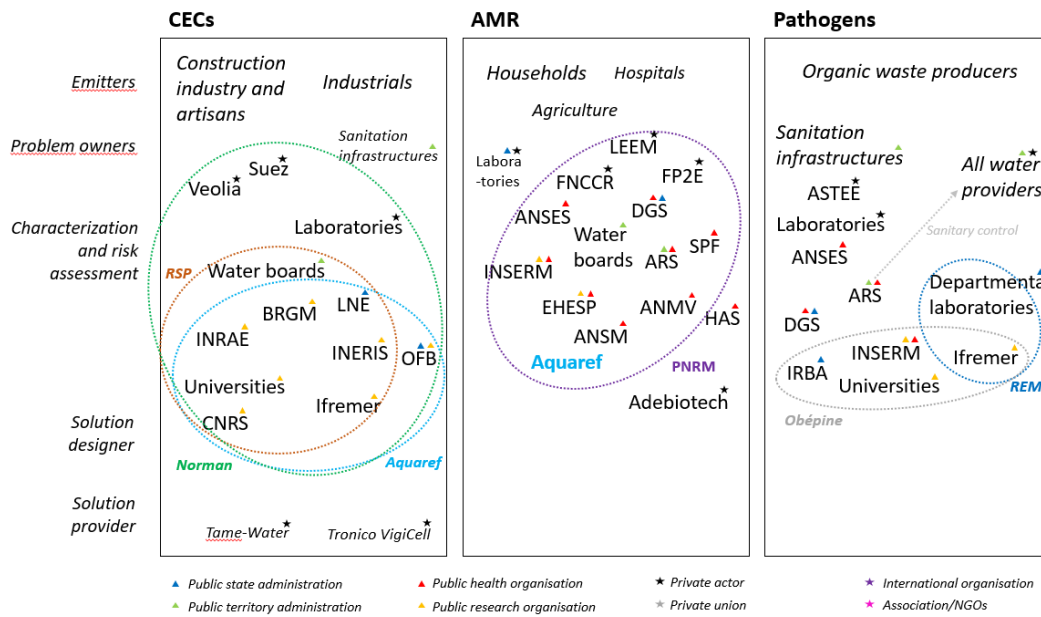 CECs
AMR
Pathogens
Emitters
Construction
industry and
artisans
Industrials
Households
Hospitals
Agriculture
Organic waste producers
Problem owners
Sanitation
infrastructures
Suez
Veolia
Labora
-tories
LEEM
FNCCR
FP2E
Sanitation
infrastructures
All water
providers
ASTEE
Characterization
and risk
assessment
Laboratories
RSP
Water boards
BRGM
LNE
INRAE
INERIS
OFB
Universities
CNRS
Ifremer
Norman
Aquaref
ANSES
DGS
Water
boards
SPF
INSERM
ARS
EHESP
ANMV
HAS
ANSM
Aquaref
PNRM
Adebiotech
Laboratories
Sanitary control
ANSES
ARS
Departmenta
laboratories
DGS
INSERM
Ifremer
IRBA
Universities
REM
Obépine
Solution
designer
Solution
provider
Tame-Water
Tronico VigiCell
Public state administration
Public health organisation
Private actor
International organisation
Public territory administration
Public research organisation
Private union
Association/NGOs